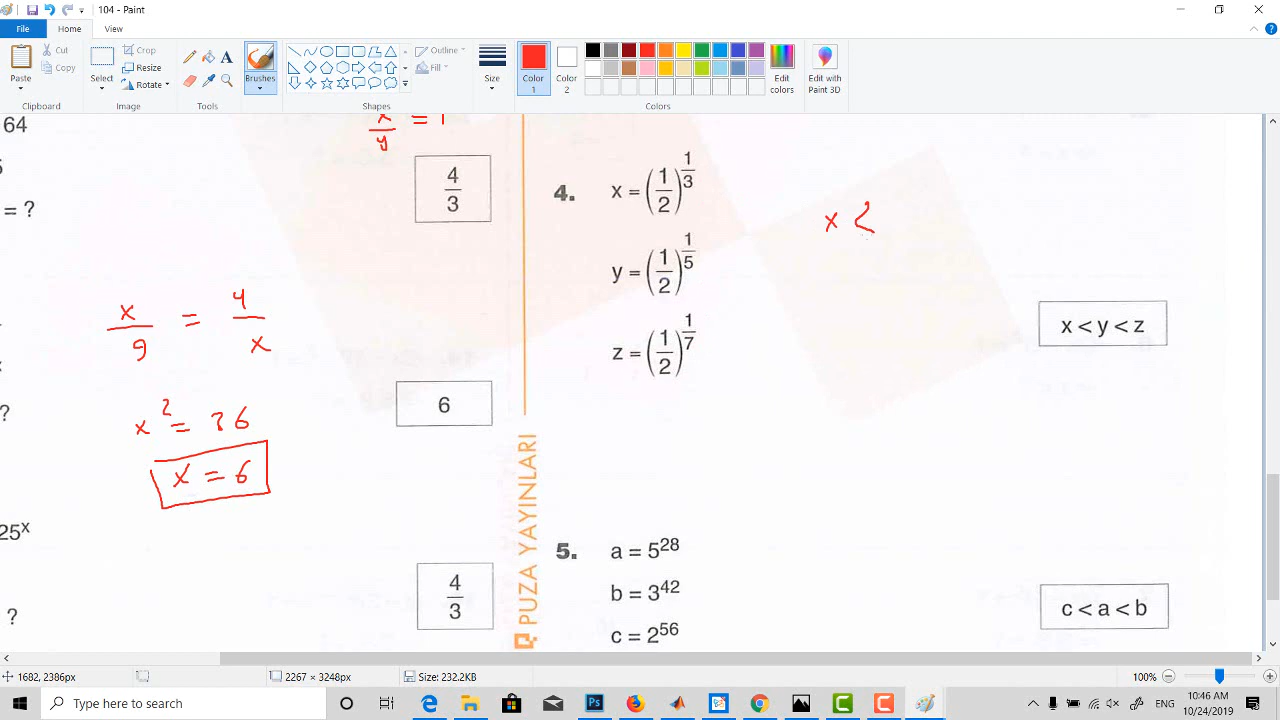 104 - Paint
File Home View
Paste
Cut
Copy
Clipboard
Select
Crop
Resize
Rotate
Image
Tools
Brushes
Shapes
Outline
Fill
Size
Color 1
Color 2
Edit colors
Edit with Paint 3D
Colors
64
= ?
?
25^x
?
x/y = 1
4/3
x/9 = 4/x
x^2 = 36
x = 6
6
4/3
PUZA YAYINLARI
4. x = (1/2)^(1/3)
y = (1/2)^(1/5)
z = (1/2)^(1/7)
x <
x < y < z
5. a = 5^28
b = 3^42
c = 2^56
c < a < b
1682, 2386px
2267 × 3248px
Size: 232.2KB
100%
Type here to search
ENG
10:46 AM
10/24/2019